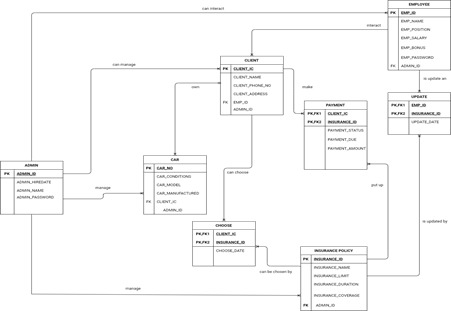 EMPLOYEE
PK EMP_ID
EMP_NAME
EMP_POSITION
EMP_SALARY
EMP_BONUS
EMP_PASSWORD
FK ADMIN_ID
can interact
interact
is update an
CLIENT
PK CLIENT_IC
CLIENT_NAME
CLIENT_PHONE_NO
CLIENT_ADDRESS
FK EMP_ID
ADMIN_ID
can manage
own
make
UPDATE
PK,FK1 EMP_ID
PK,FK2 INSURANCE_ID
UPDATE_DATE
PAYMENT
PK,FK1 CLIENT_IC
PK,FK2 INSURANCE_ID
PAYMENT_STATUS
PAYMENT_DUE
PAYMENT_AMOUNT
ADMIN
PK ADMIN_ID
ADMIN_HIREDATE
ADMIN_NAME
ADMIN_PASSWORD
manage
CAR
PK CAR_NO
CAR_CONDITIONS
CAR_MODEL
CAR_MANUFACTURED
FK CLIENT_IC
ADMIN_ID
can choose
put up
is updated by
CHOOSE
PK,FK1 CLIENT_IC
PK,FK2 INSURANCE_ID
CHOOSE_DATE
can be chosen by
manage
INSURANCE POLICY
PK INSURANCE_ID
INSURANCE_NAME
INSURANCE_LIMIT
INSURANCE_DURATION
INSURANCE_COVERAGE
FK ADMIN_ID